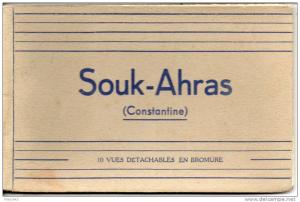 Souk-Ahras
(Constantine)
10 VUES DETACHABLES EN BROMURE